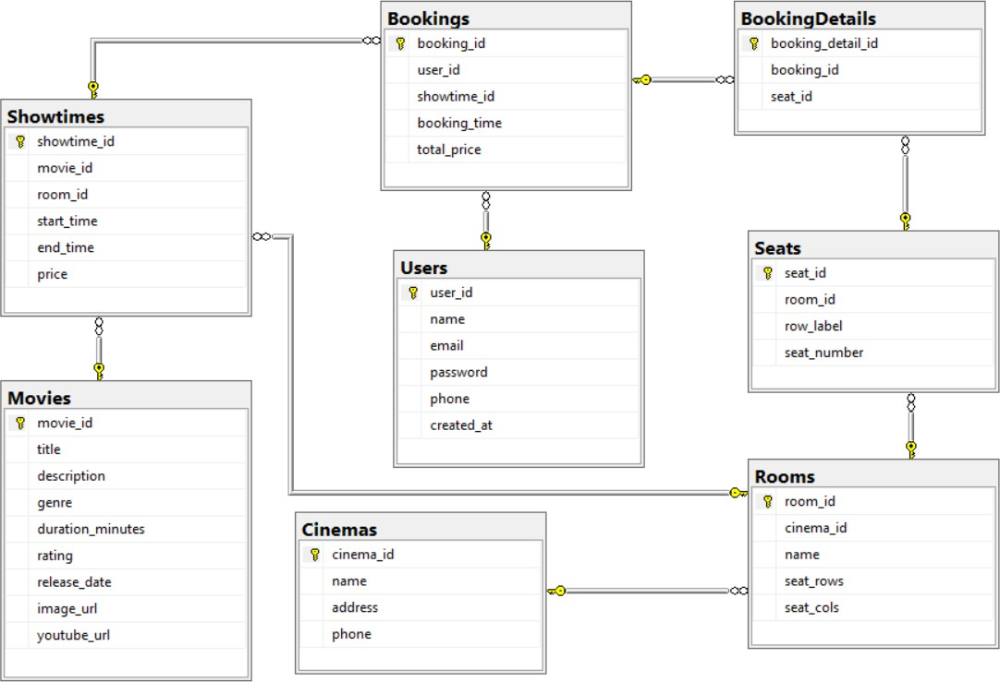 Bookings
booking_id
user_id
showtime_id
booking_time
total_price
BookingDetails
booking_detail_id
booking_id
seat_id
Showtimes
showtime_id
movie_id
room_id
start_time
end_time
price
Users
user_id
name
email
password
phone
created_at
Seats
seat_id
room_id
row_label
seat_number
Movies
movie_id
title
description
genre
duration_minutes
rating
release_date
image_url
youtube_url
Cinemas
cinema_id
name
address
phone
Rooms
room_id
cinema_id
name
seat_rows
seat_cols